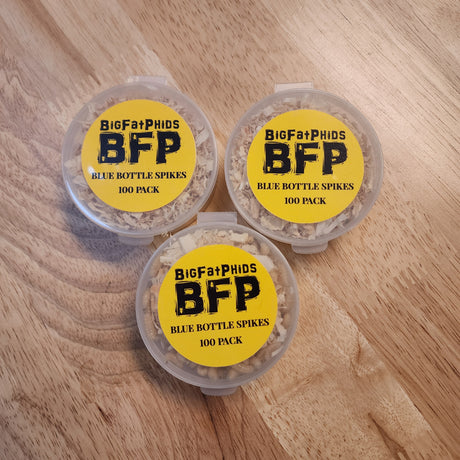 BigFatPhids
BFP
BLUE BOTTLE SPIKES
100 PACK
BigFatPhids
BFP
BLUE BOTTLE SPIKES
100 PACK
BigFatPhids
BFP
BLUE BOTTLE SPIKES
100 PACK